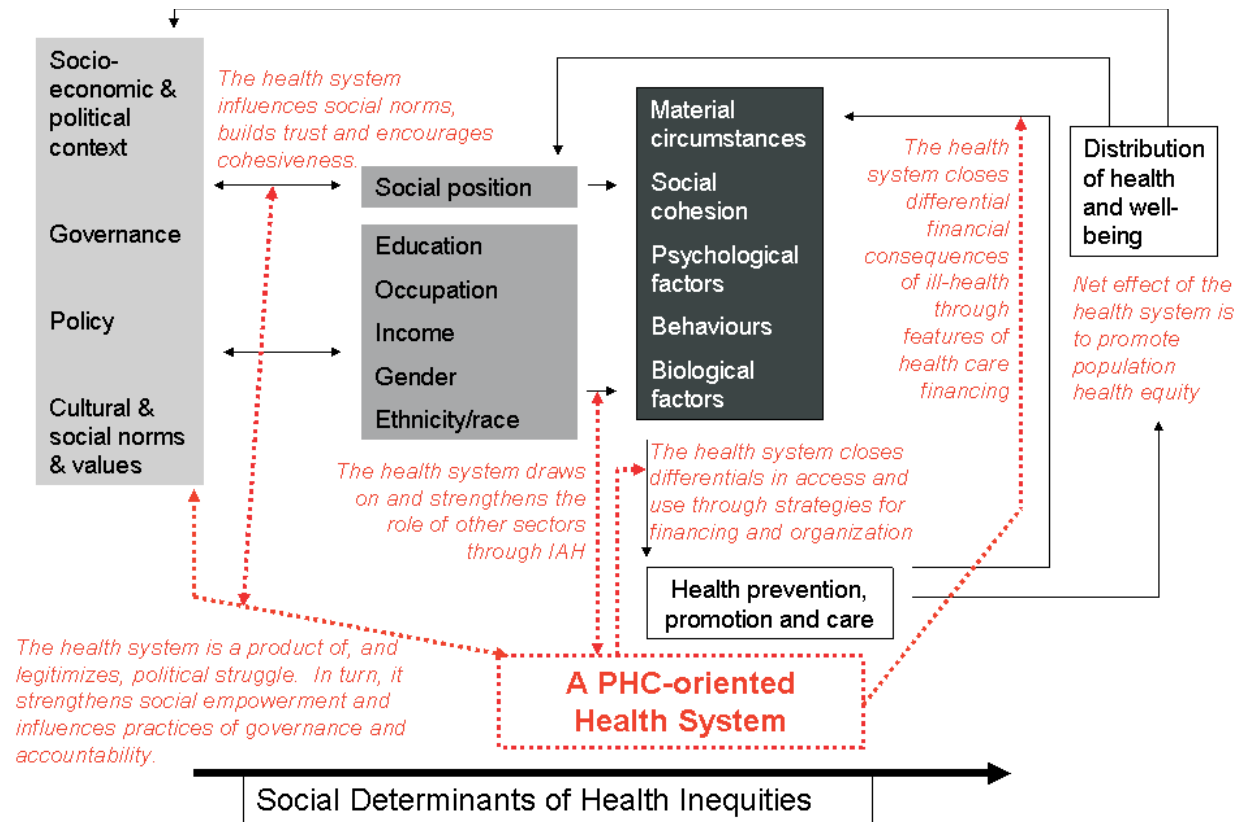 Socio-
economic &
political
context
Governance
Policy
Cultural &
social norms
& values
The health system
influences social norms,
builds trust and encourages
cohesiveness.
Social position
Education
Occupation
Income
Gender
Ethnicity/race
Material
circumstances
Social
cohesion
Psychological
factors
Behaviours
Biological
factors
The health
system closes
differential
financial
consequences
of ill-health
through
features of
health care
financing
Distribution
of health
and well-
being
Net effect of the
health system is
to promote
population
health equity
The health system draws
on and strengthens the
role of other sectors
through IAH
The health system closes
differentials in access and
use through strategies for
financing and organization
Health prevention,
promotion and care
The health system is a product of, and
legitimizes, political struggle. In turn, it
strengthens social empowerment and
influences practices of governance and
accountability.
A PHC-oriented
Health System
Social Determinants of Health Inequities